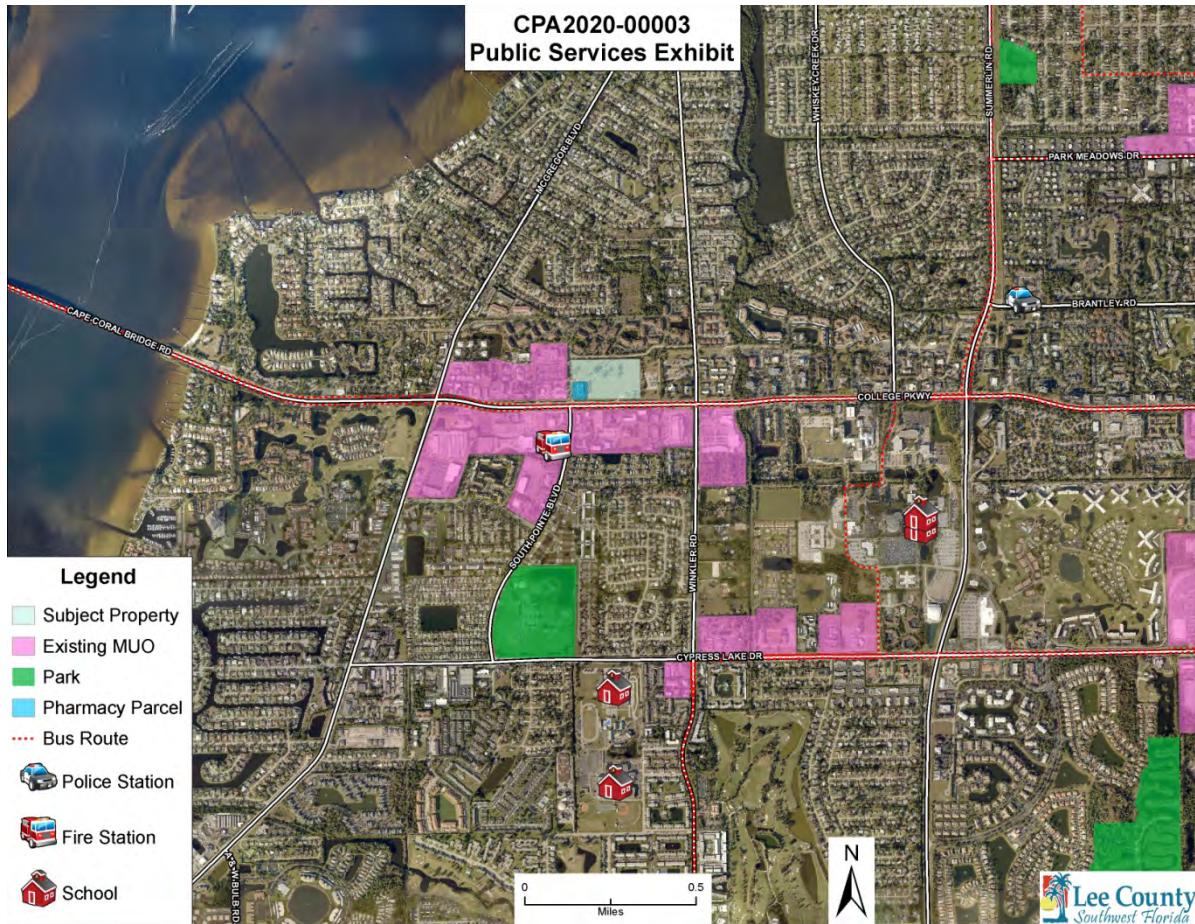 CPA2020-00003
Public Services Exhibit
MCGREGOR BLVD
WHISKEY CREEK DR
SUMMERLIN RD
PARK MEADOWS DR
CAPE CORAL BRIDGE RD
BRANTLEY RD
COLLEGE PKWY
SOUTH POINTE BLVD
WINKLER RD
CYPRESS LAKE DR
A & W BULB RD
Legend
Subject Property
Existing MUO
Park
Pharmacy Parcel
Bus Route
Police Station
Fire Station
School
0 0.5
Miles
N
Lee County
Southwest Florida